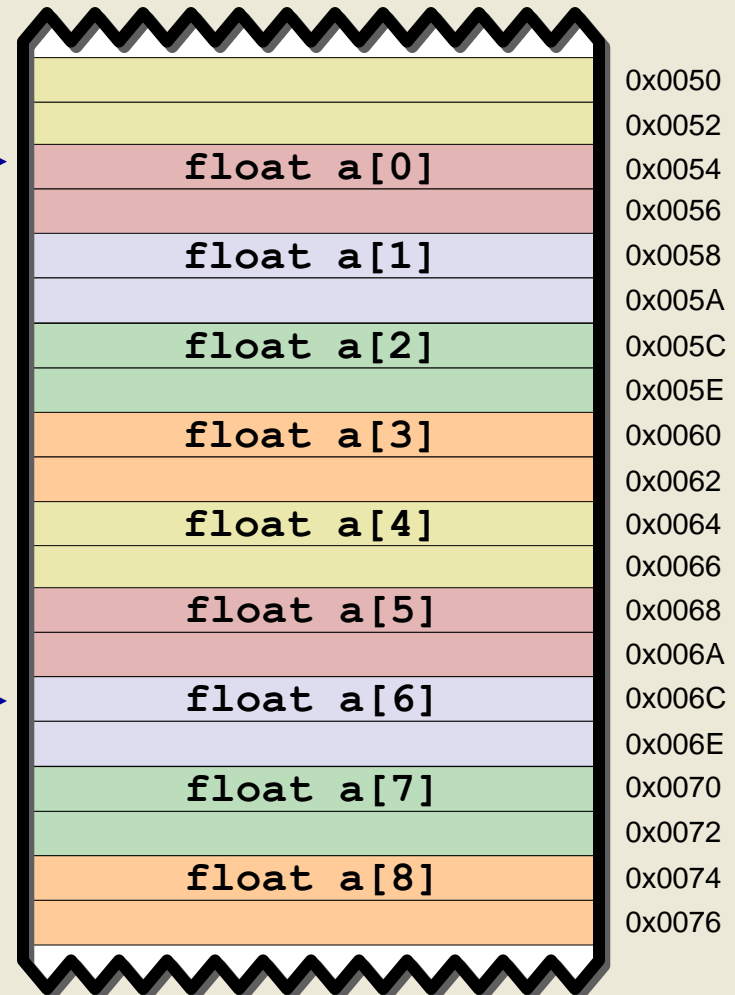 0x0050
0x0052
float a[0] 0x0054
0x0056
float a[1] 0x0058
0x005A
float a[2] 0x005C
0x005E
float a[3] 0x0060
0x0062
float a[4] 0x0064
0x0066
float a[5] 0x0068
0x006A
float a[6] 0x006C
0x006E
float a[7] 0x0070
0x0072
float a[8] 0x0074
0x0076